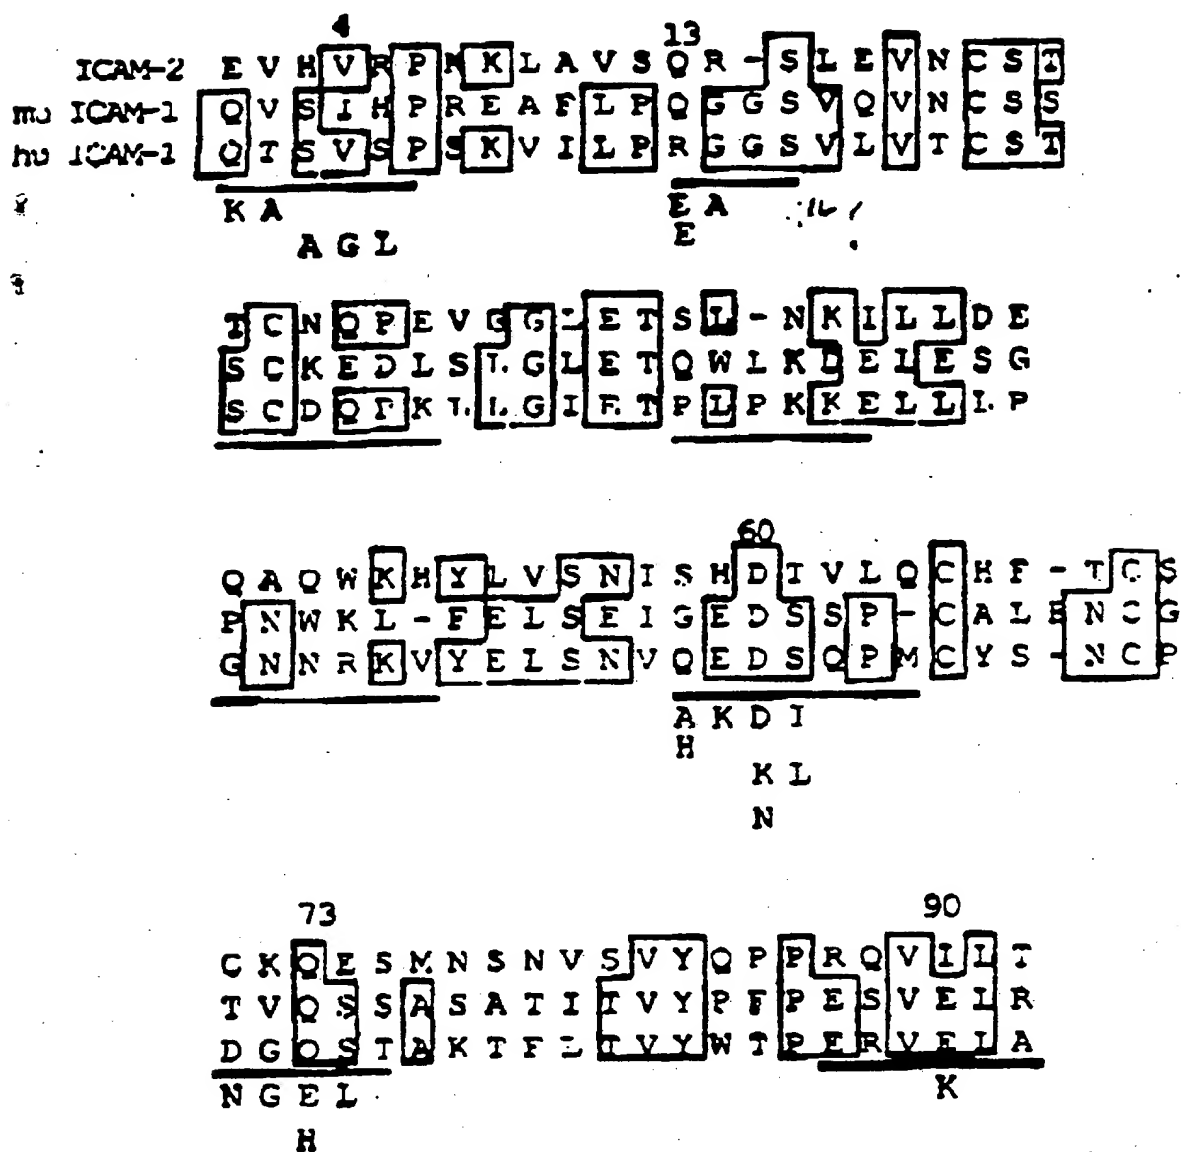 4 13
ICAM-2 E V H V R P K K L A V S Q R - S L E V N C S T
mu ICAM-1 Q V S I H P R E A F L P Q G G S V Q V N C S S
hu ICAM-1 Q T S V S P S K V I L P R G G S V L V T C S T
K A E A
E
A G L
T C N Q P E V G G L E T S L - N K I L L D E
S C K E D L S L G L E T Q W L K D E L E S G
S C D Q P K L L G I E T P L P K K E L L L P
60
Q A Q W K H Y L V S N I S H D T V L Q C H F - T C S
P N W K L - F E L S E I G E D S S P - C A L E N C G
G N N R K V Y E L S N V Q E D S Q P M C Y S - N C P
A K D I
H
K L
N
73 90
C K Q E S M N S N V S V Y Q P P R Q V I L T
T V Q S S A S A T I T V Y P F P E S V E L R
D G Q S T A K T F L T V Y W T P E R V E L A
N G E L K
H